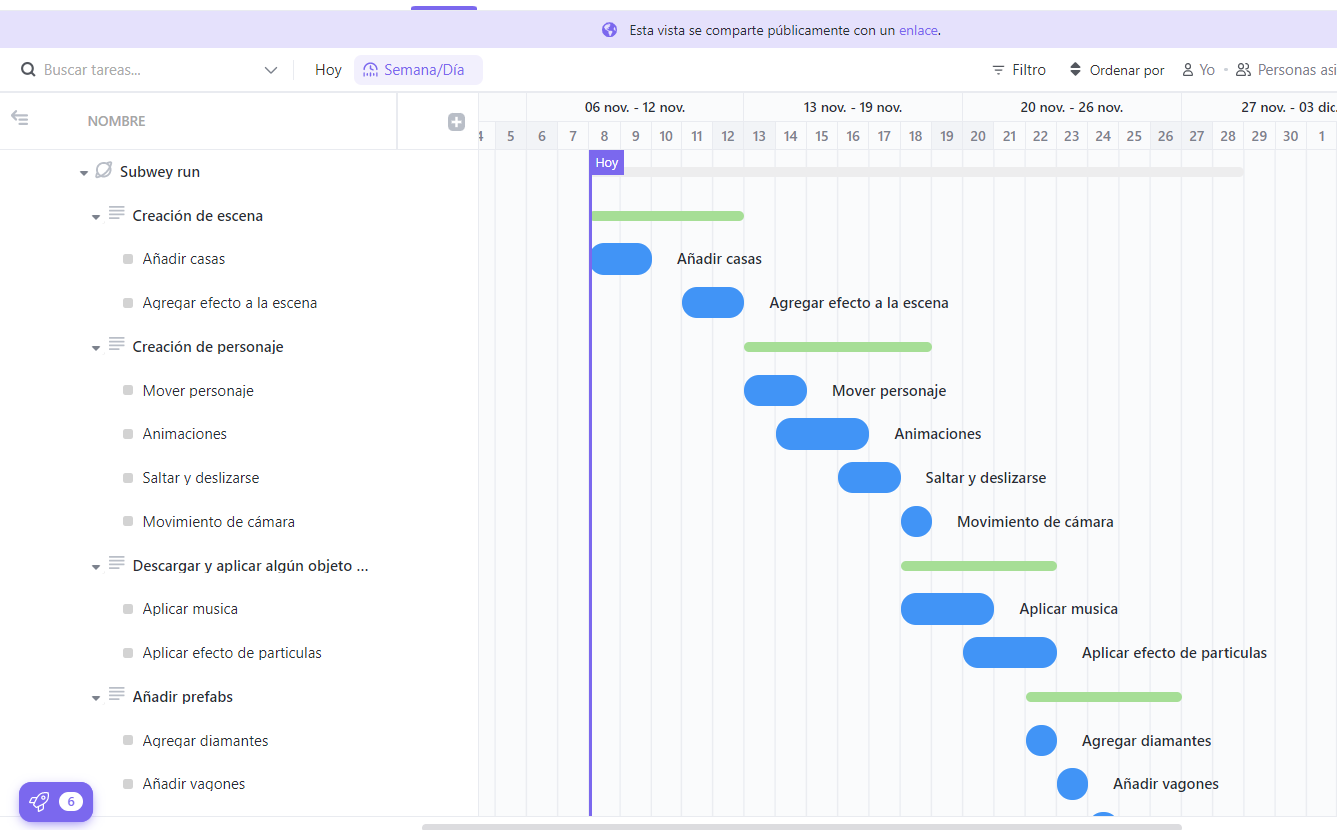 Esta vista se comparte públicamente con un enlace.
Buscar tareas...
Hoy
Semana/Día
Filtro
Ordenar por
Yo
Personas asi
NOMBRE
06 nov. - 12 nov.
13 nov. - 19 nov.
20 nov. - 26 nov.
27 nov. - 03 dic.
4 5 6 7 8 9 10 11 12 13 14 15 16 17 18 19 20 21 22 23 24 25 26 27 28 29 30 1
Hoy
Subwey run
Creación de escena
Añadir casas
Añadir casas
Agregar efecto a la escena
Agregar efecto a la escena
Creación de personaje
Mover personaje
Mover personaje
Animaciones
Animaciones
Saltar y deslizarse
Saltar y deslizarse
Movimiento de cámara
Movimiento de cámara
Descargar y aplicar algún objeto ...
Aplicar musica
Aplicar musica
Aplicar efecto de particulas
Aplicar efecto de particulas
Añadir prefabs
Agregar diamantes
Agregar diamantes
Añadir vagones
Añadir vagones
6